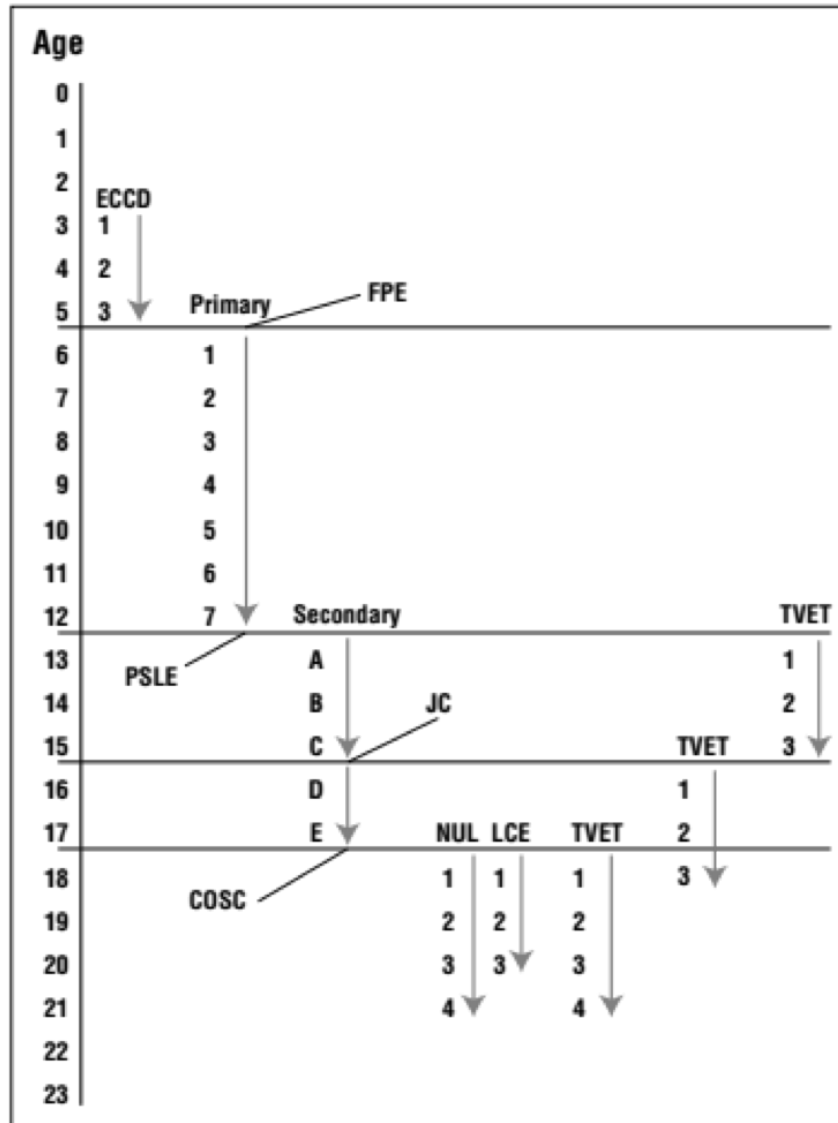 Age
0
1
2
ECCD
3 1
4 2
5 3 Primary FPE
6 1
7 2
8 3
9 4
10 5
11 6
12 7 Secondary TVET
13 A 1
PSLE
14 B JC 2
15 C TVET 3
16 D 1
17 E NUL LCE TVET 2
18 1 1 1 3
COSC
19 2 2 2
20 3 3 3
21 4 4
22
23